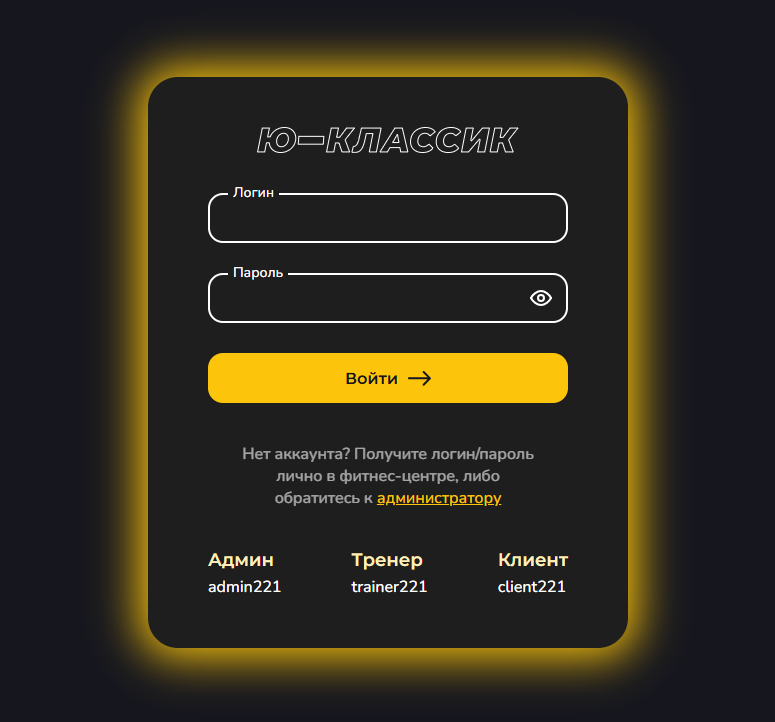 Ю—КЛАССИК
Логин
Пароль
Войти
Нет аккаунта? Получите логин/пароль
лично в фитнес-центре, либо
обратитесь к администратору
Админ Тренер Клиент
admin221 trainer221 client221